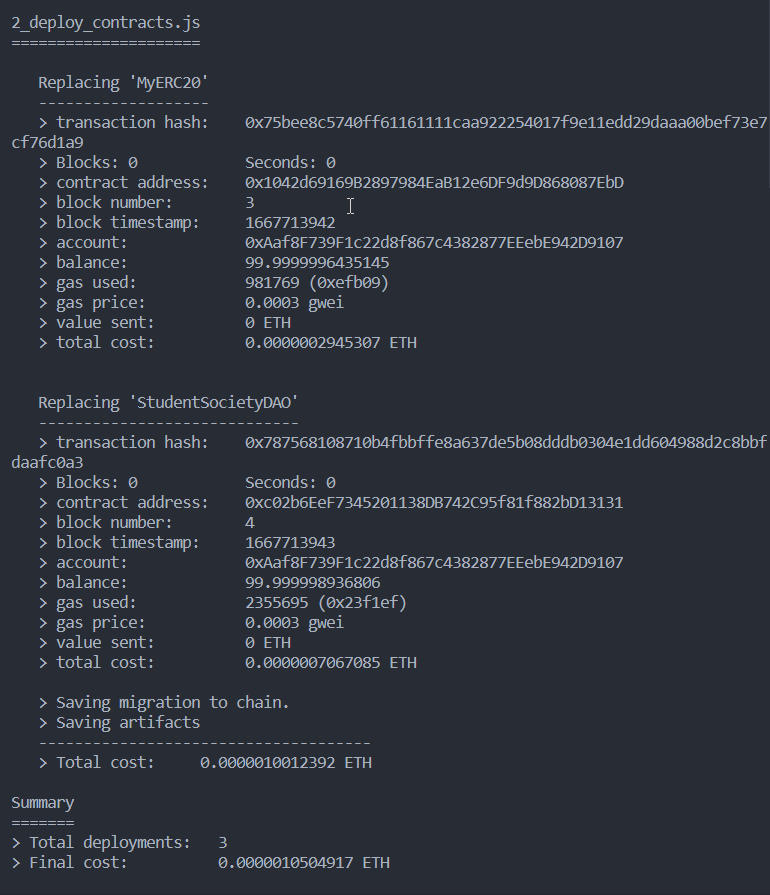 2_deploy_contracts.js
=====================
Replacing 'MyERC20'
-------------------
> transaction hash:    0x75bee8c5740ff61161111caa922254017f9e11edd29daaa00bef73e7
cf76d1a9
> Blocks: 0            Seconds: 0
> contract address:    0x1042d69169B2897984EaB12e6DF9d9D868087EbD
> block number:        3
> block timestamp:     1667713942
> account:             0xAaf8F739F1c22d8f867c4382877EEebE942D9107
> balance:             99.9999996435145
> gas used:            981769 (0xefb09)
> gas price:           0.0003 gwei
> value sent:          0 ETH
> total cost:          0.0000002945307 ETH
Replacing 'StudentSocietyDAO'
-----------------------------
> transaction hash:    0x787568108710b4fbbffe8a637de5b08dddb0304e1dd604988d2c8bbf
daafc0a3
> Blocks: 0            Seconds: 0
> contract address:    0xc02b6EeF7345201138DB742C95f81f882bD13131
> block number:        4
> block timestamp:     1667713943
> account:             0xAaf8F739F1c22d8f867c4382877EEebE942D9107
> balance:             99.999998936806
> gas used:            2355695 (0x23f1ef)
> gas price:           0.0003 gwei
> value sent:          0 ETH
> total cost:          0.0000007067085 ETH
> Saving migration to chain.
> Saving artifacts
-------------------------------------
> Total cost:     0.0000010012392 ETH
Summary
=======
> Total deployments:   3
> Final cost:          0.0000010504917 ETH